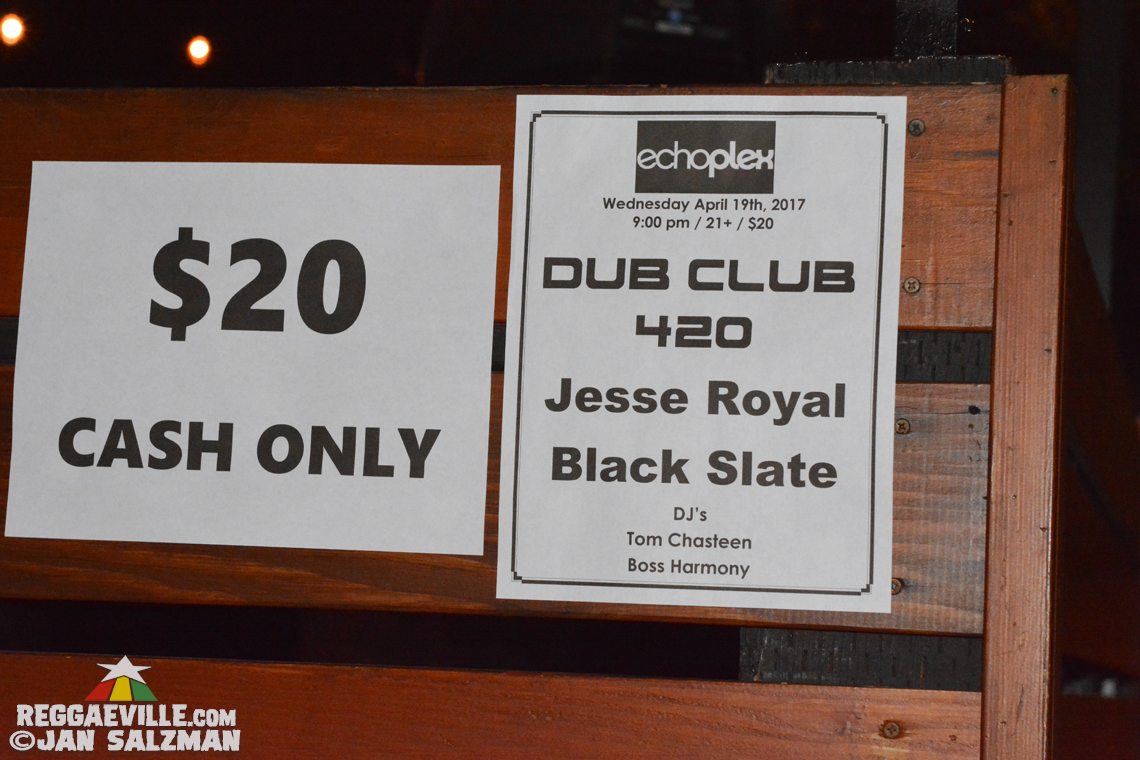 $20
CASH ONLY
echoplex
Wednesday April 19th, 2017
9:00 pm / 21+ / $20
DUB CLUB
420
Jesse Royal
Black Slate
DJ's
Tom Chasteen
Boss Harmony
REGGAEVILLE.COM
©JAN SALZMAN